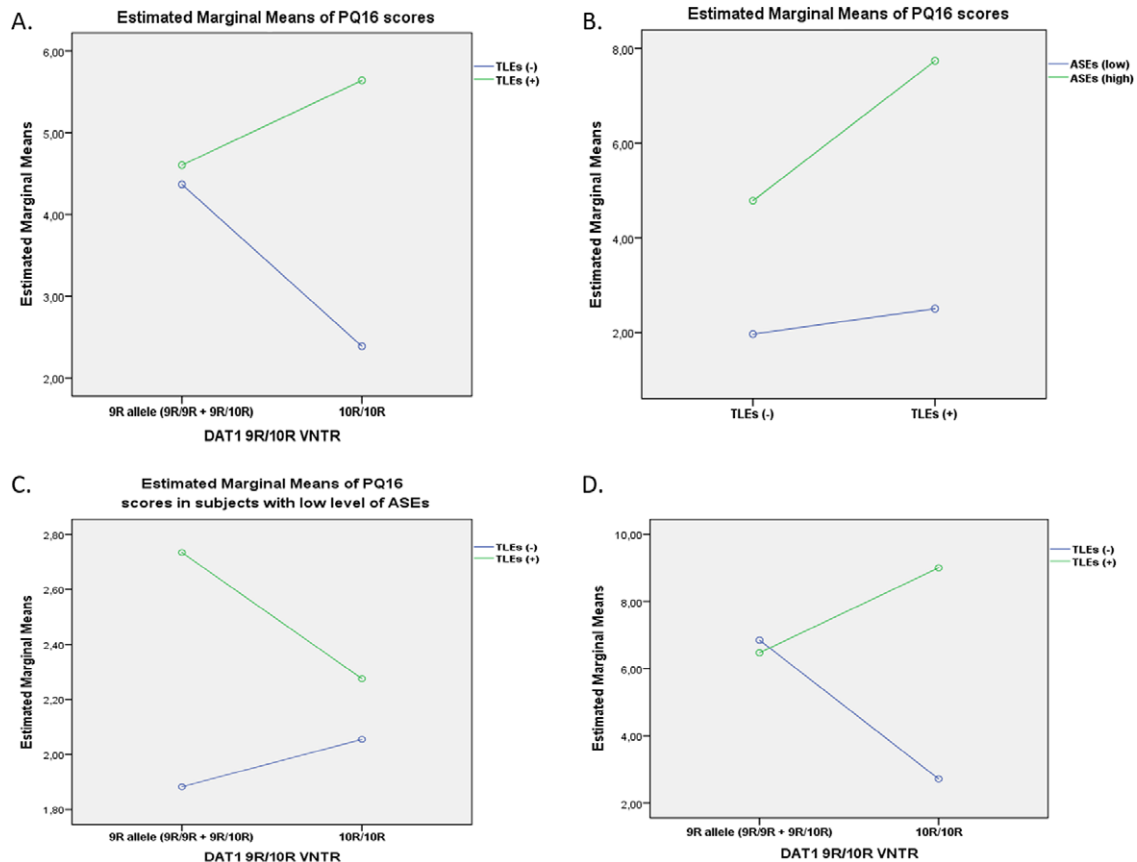 A.
Estimated Marginal Means of PQ16 scores
6,00
5,00
4,00
3,00
2,00
Estimated Marginal Means
TLEs (-)
TLEs (+)
9R allele (9R/9R + 9R/10R)
10R/10R
DAT1 9R/10R VNTR
B.
Estimated Marginal Means of PQ16 scores
8,00
6,00
4,00
2,00
Estimated Marginal Means
ASEs (low)
ASEs (high)
TLEs (-)
TLEs (+)
C.
Estimated Marginal Means of PQ16
scores in subjects with low level of ASEs
2,80
2,60
2,40
2,20
2,00
1,80
Estimated Marginal Means
TLEs (-)
TLEs (+)
9R allele (9R/9R + 9R/10R)
10R/10R
DAT1 9R/10R VNTR
D.
10,00
8,00
6,00
4,00
2,00
Estimated Marginal Means
TLEs (-)
TLEs (+)
9R allele (9R/9R + 9R/10R)
10R/10R
DAT1 9R/10R VNTR